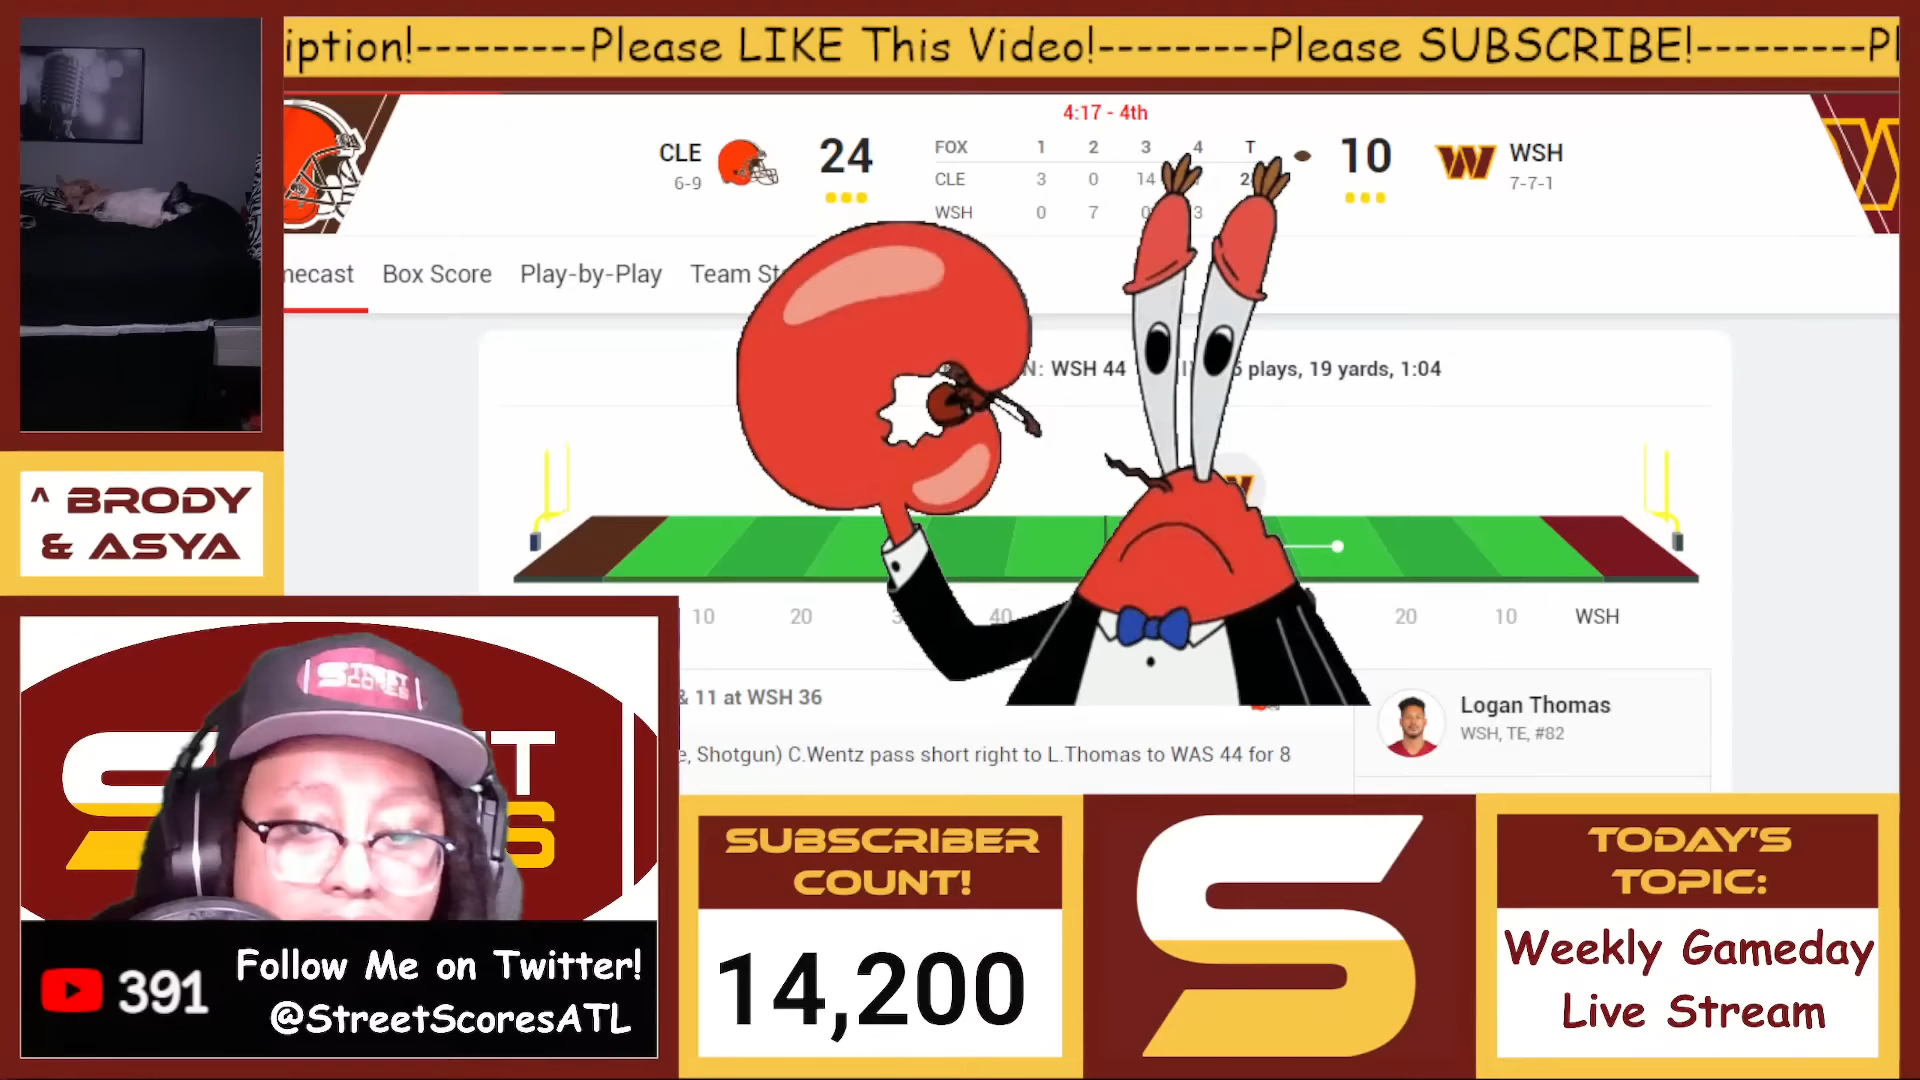 iption!---------Please LIKE This Video!---------Please SUBSCRIBE!---------Pl
4:17 - 4th
CLE 24 FOX 1 2 3 4 T 10 WSH
6-9 CLE 3 0 14 7-7-1
WSH 0 7 3
Box Score Play-by-Play Team
WSH 44 plays, 19 yards, 1:04
^ BRODY
& ASYA
10 20 40 20 10 WSH
& 11 at WSH 36
Logan Thomas
WSH, TE, #82
Shotgun) C.Wentz pass short right to L.Thomas to WAS 44 for 8
STREET
SCORES
SUBSCRIBER
COUNT!
14,200
TODAY'S
TOPIC:
Weekly Gameday
Live Stream
391
Follow Me on Twitter!
@StreetScoresATL